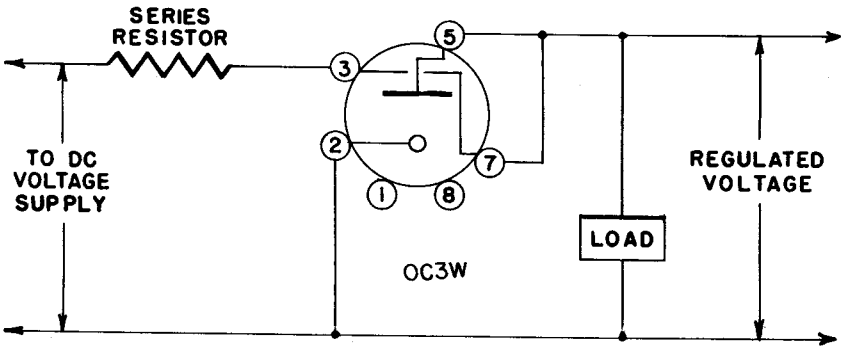 SERIES
RESISTOR
5
3
2
7
1
8
TO DC
VOLTAGE
SUPPLY
REGULATED
VOLTAGE
LOAD
OC3W